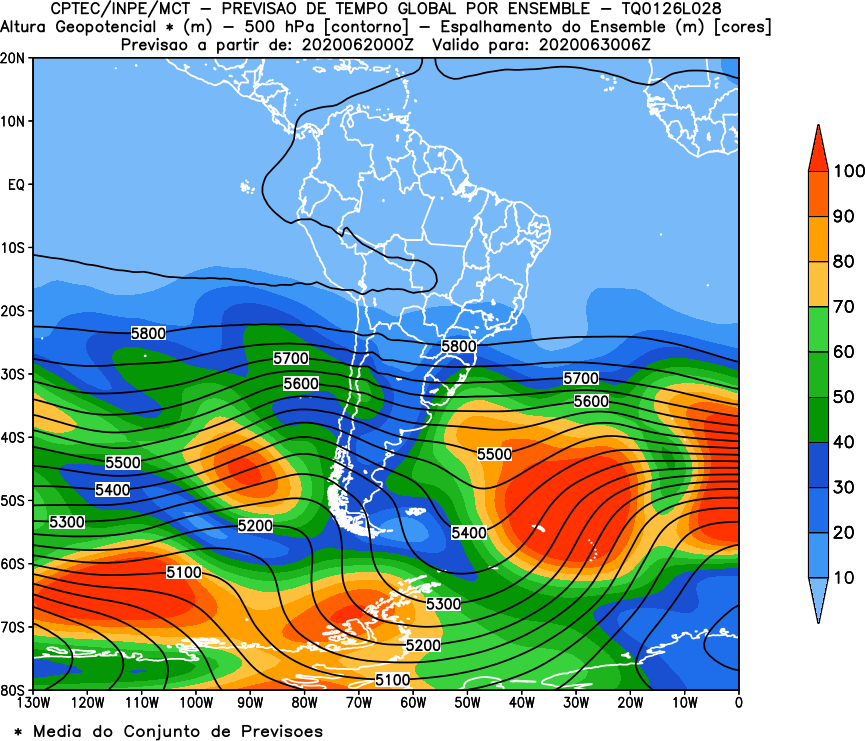 CPTEC/INPE/MCT – PREVISAO DE TEMPO GLOBAL POR ENSEMBLE – TQ0126L028
Altura Geopotencial * (m) – 500 hPa [contorno] – Espalhamento do Ensemble (m) [cores]
Previsao a partir de: 2020062000Z Valido para: 2020063006Z
20N
10N
EQ
10S
20S
30S
40S
50S
60S
70S
80S
5800
5800
5700
5700
5600
5600
5500
5500
5400
5400
5300
5300
5200
5200
5100
5100
130W 120W 110W 100W 90W 80W 70W 60W 50W 40W 30W 20W 10W 0
100
90
80
70
60
50
40
30
20
10
* Media do Conjunto de Previsoes